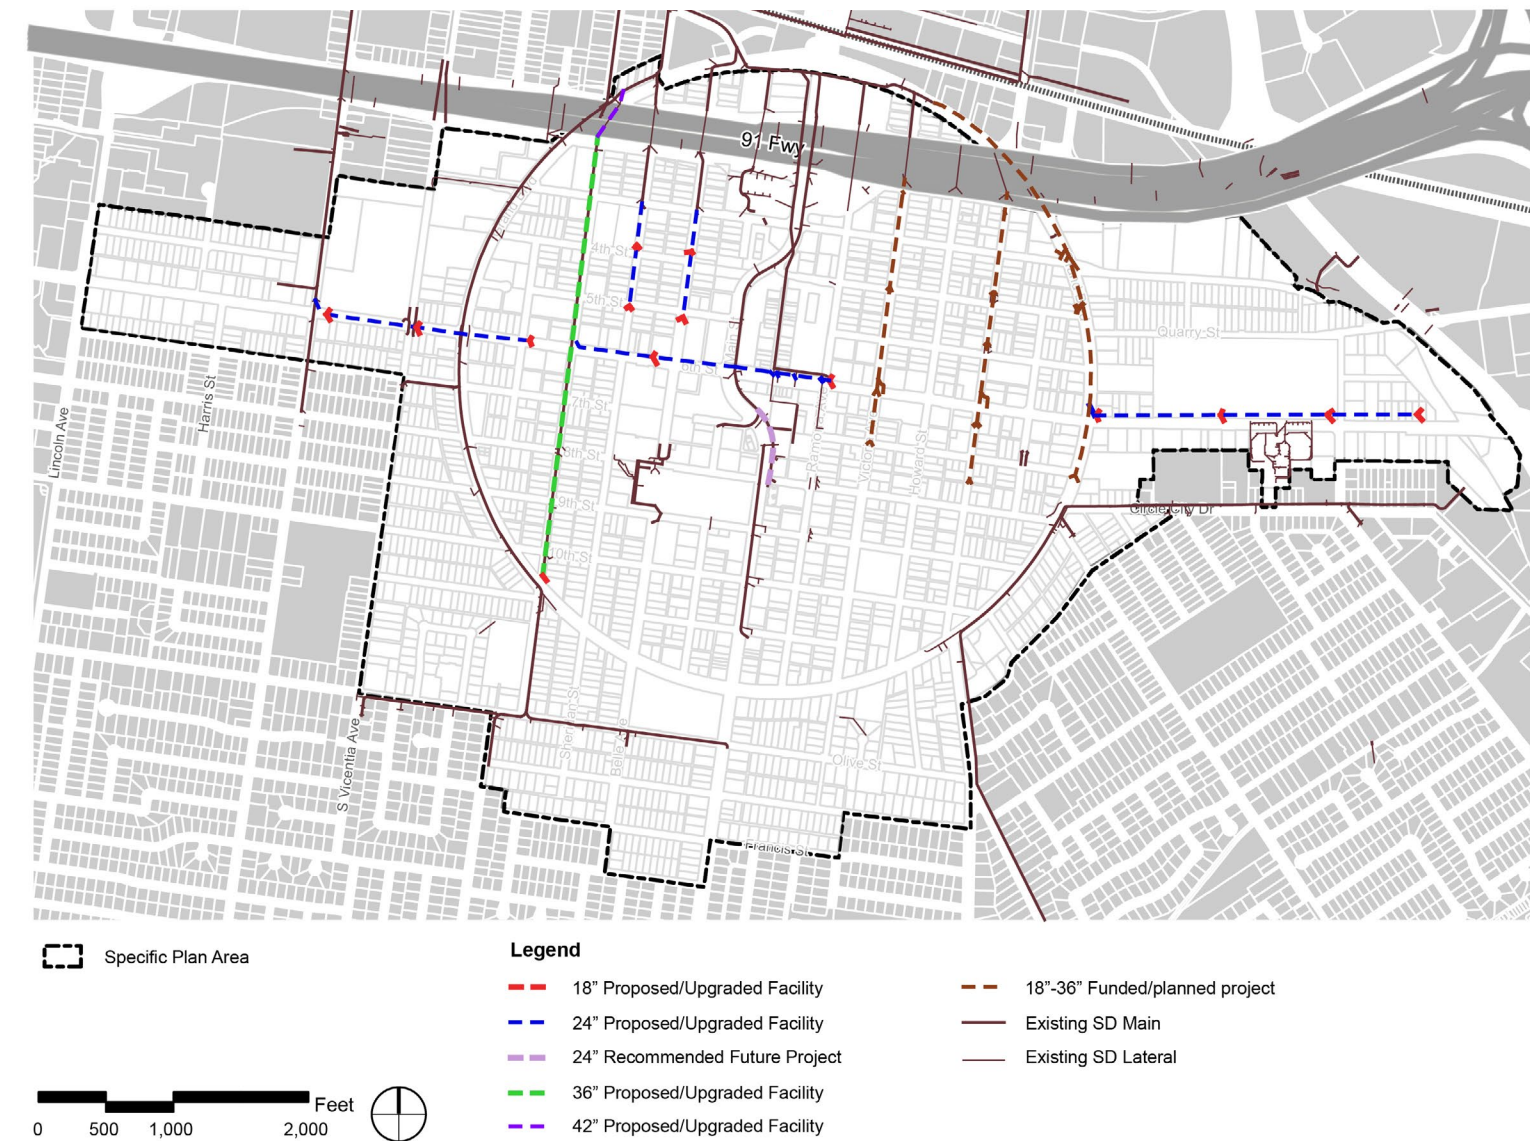 91 Fwy
4th St
5th St
Quarry St
6th St
Harris St
7th St
Lincoln Ave
8th St
Howard St
9th St
Circle City Dr
10th St
S Vicentia Ave
Olive St
Francis St
Specific Plan Area
Legend
18” Proposed/Upgraded Facility
24” Proposed/Upgraded Facility
24” Recommended Future Project
36” Proposed/Upgraded Facility
42” Proposed/Upgraded Facility
18”-36” Funded/planned project
Existing SD Main
Existing SD Lateral
Feet
0 500 1,000 2,000